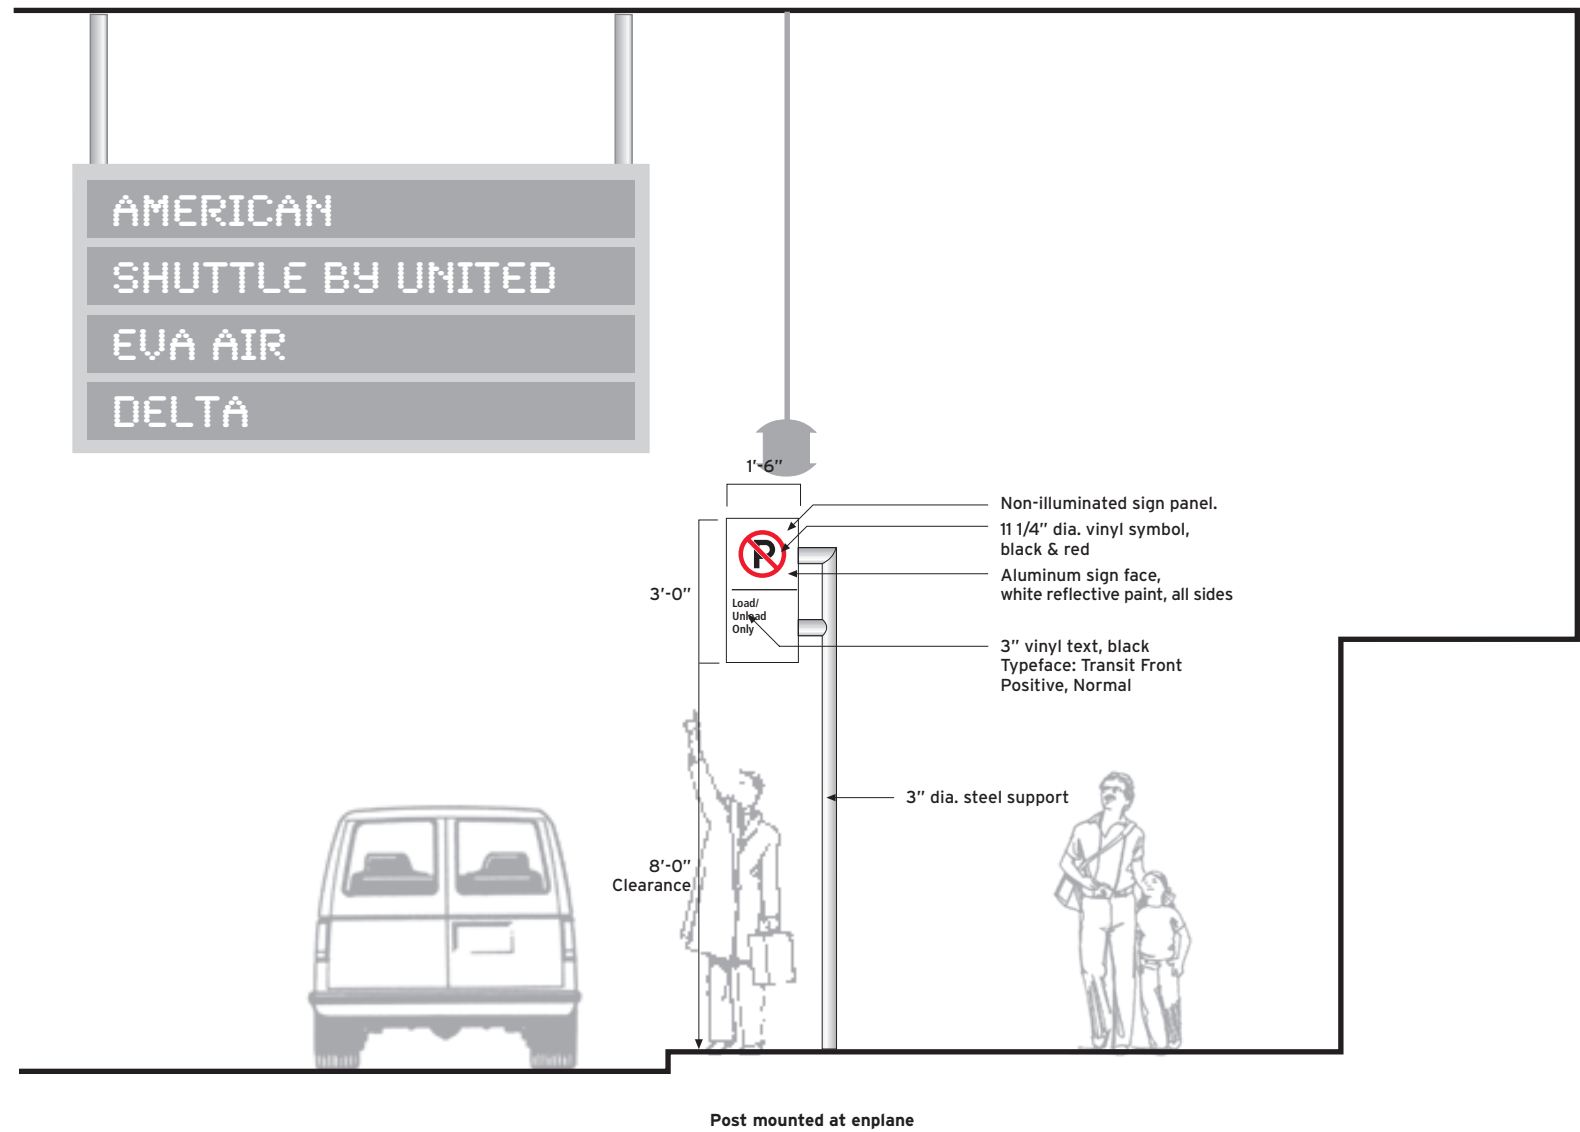 AMERICAN
SHUTTLE BY UNITED
EVA AIR
DELTA
1’-6”
Non-illuminated sign panel.
11 1/4” dia. vinyl symbol,
black & red
Aluminum sign face,
white reflective paint, all sides
3’-0”
P
Load/
Unload
Only
3” vinyl text, black
Typeface: Transit Front
Positive, Normal
3” dia. steel support
8’-0”
Clearance
Post mounted at enplane